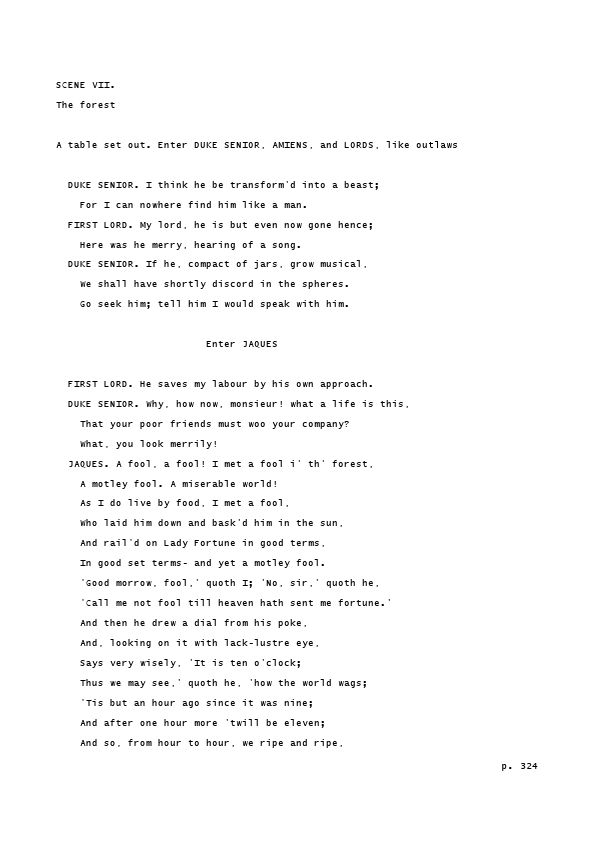 SCENE VII.
The forest
A table set out. Enter DUKE SENIOR, AMIENS, and LORDS, like outlaws
DUKE SENIOR. I think he be transform'd into a beast;
For I can nowhere find him like a man.
FIRST LORD. My lord, he is but even now gone hence;
Here was he merry, hearing of a song.
DUKE SENIOR. If he, compact of jars, grow musical,
We shall have shortly discord in the spheres.
Go seek him; tell him I would speak with him.
Enter JAQUES
FIRST LORD. He saves my labour by his own approach.
DUKE SENIOR. Why, how now, monsieur! what a life is this,
That your poor friends must woo your company?
What, you look merrily!
JAQUES. A fool, a fool! I met a fool i' th' forest,
A motley fool. A miserable world!
As I do live by food, I met a fool,
Who laid him down and bask'd him in the sun,
And rail'd on Lady Fortune in good terms,
In good set terms- and yet a motley fool.
'Good morrow, fool,' quoth I; 'No, sir,' quoth he,
'Call me not fool till heaven hath sent me fortune.'
And then he drew a dial from his poke,
And, looking on it with lack-lustre eye,
Says very wisely, 'It is ten o'clock;
Thus we may see,' quoth he, 'how the world wags;
'Tis but an hour ago since it was nine;
And after one hour more 'twill be eleven;
And so, from hour to hour, we ripe and ripe,
p. 324